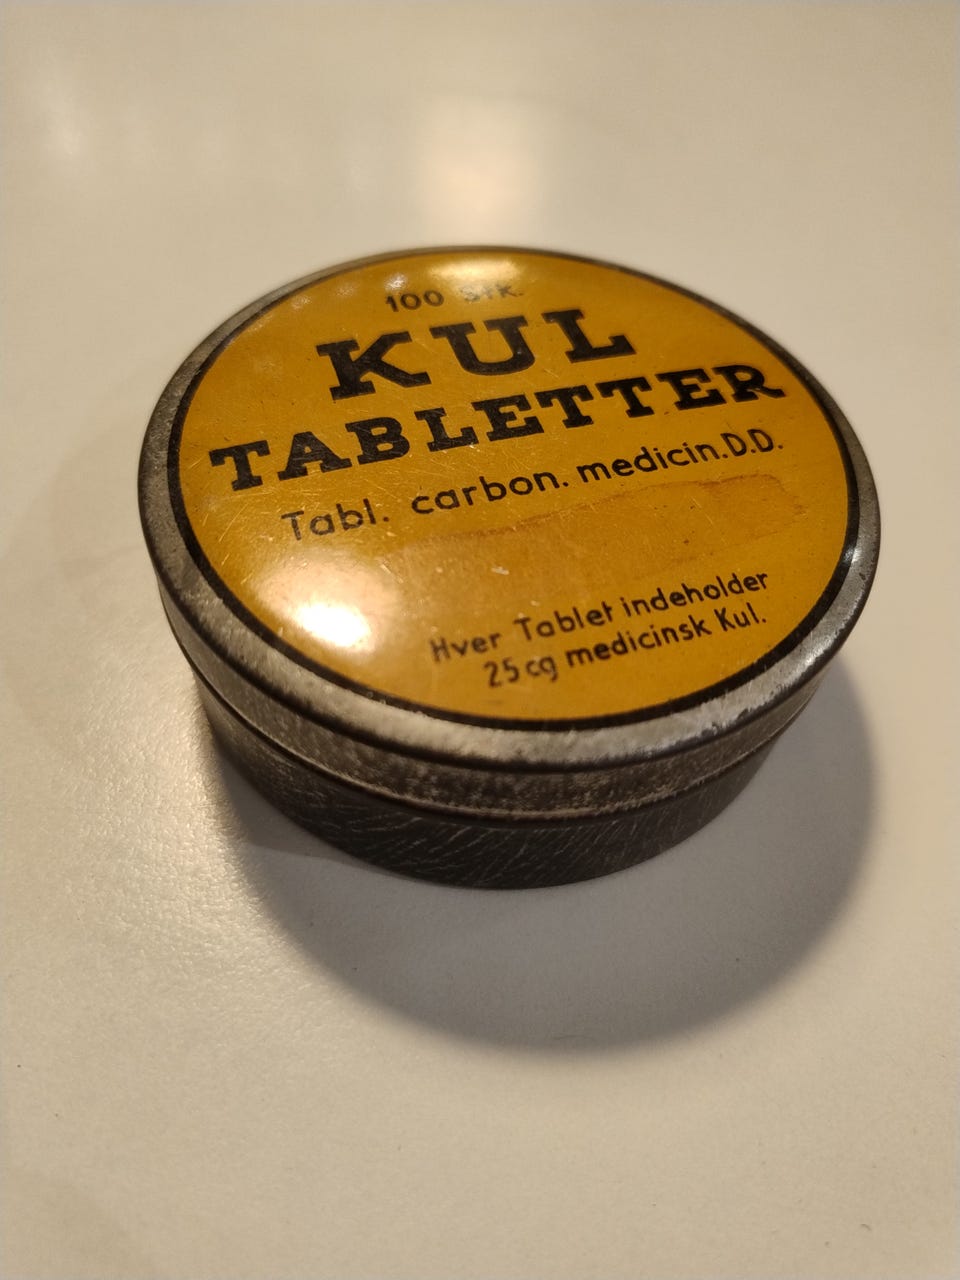 100 Stk.
KUL
TABLETTER
Tabl. carbon. medicin. D.D.
Hver Tablet indeholder
25 cg medicinsk Kul.